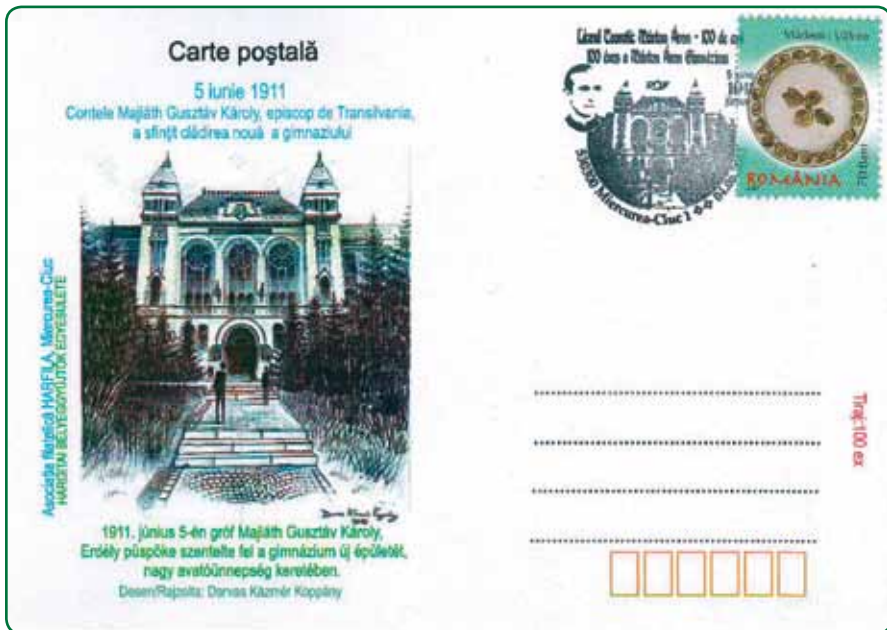 Carte poştală
5 iunie 1911
Contele Majláth Gusztáv Károly, episcop de Transilvania,
a sfinţit clădirea nouă a gimnaziului
Asociaţia filatelică HARFILA, Miercurea-Ciuc
HARGITAI BÉLYEGGYŰJTŐK EGYESÜLETE
1911. június 5-én gróf Majláth Gusztáv Károly,
Erdély püspöke szentelte fel a gimnázium új épületét,
nagy avatóünnepség keretében.
Desen/Rajzolta: Darvas Kázmér Koppány
Liceul Teoretic Márton Áron - 100 de ani
100 éves a Márton Áron Gimnázium
530300 Miercurea-Ciuc 1
ROMÂNIA
70 Bani
Tiraj:100 ex